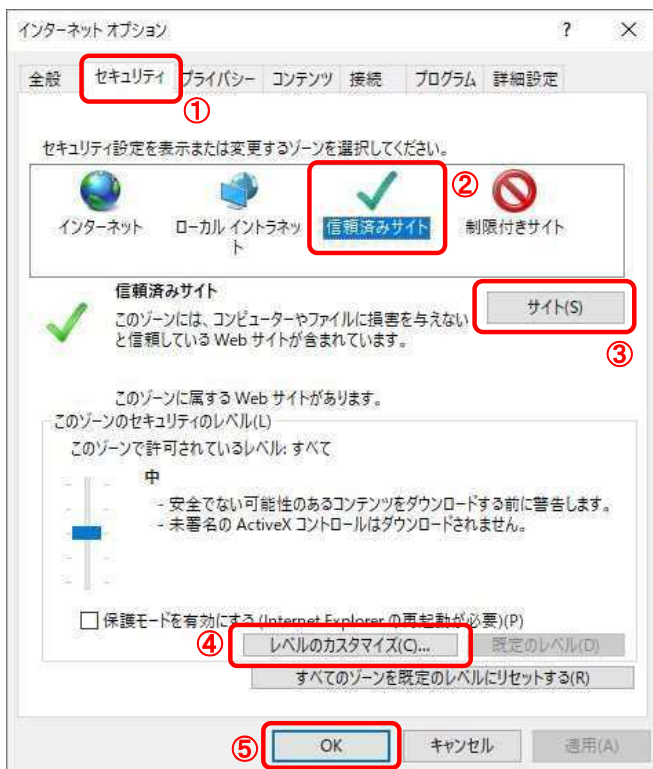 インターネット オプション ? ×
全般 セキュリティ プライバシー コンテンツ 接続 プログラム 詳細設定
①
セキュリティ設定を表示または変更するゾーンを選択してください。
②
インターネット ローカル イントラネッ 信頼済みサイト 制限付きサイト
ト
信頼済みサイト
サイト(S)
このゾーンには、コンピューターやファイルに損害を与えない
と信頼している Web サイトが含まれています。
③
このゾーンに属する Web サイトがあります。
このゾーンのセキュリティのレベル(L)
このゾーンで許可されているレベル: すべて
中
- 安全でない可能性のあるコンテンツをダウンロードする前に警告します。
- 未署名の ActiveX コントロールはダウンロードされません。
保護モードを有効にする (Internet Explorer の再起動が必要)(P)
④ レベルのカスタマイズ(C)... 既定のレベル(D)
すべてのゾーンを既定のレベルにリセットする(R)
⑤ OK キャンセル 適用(A)